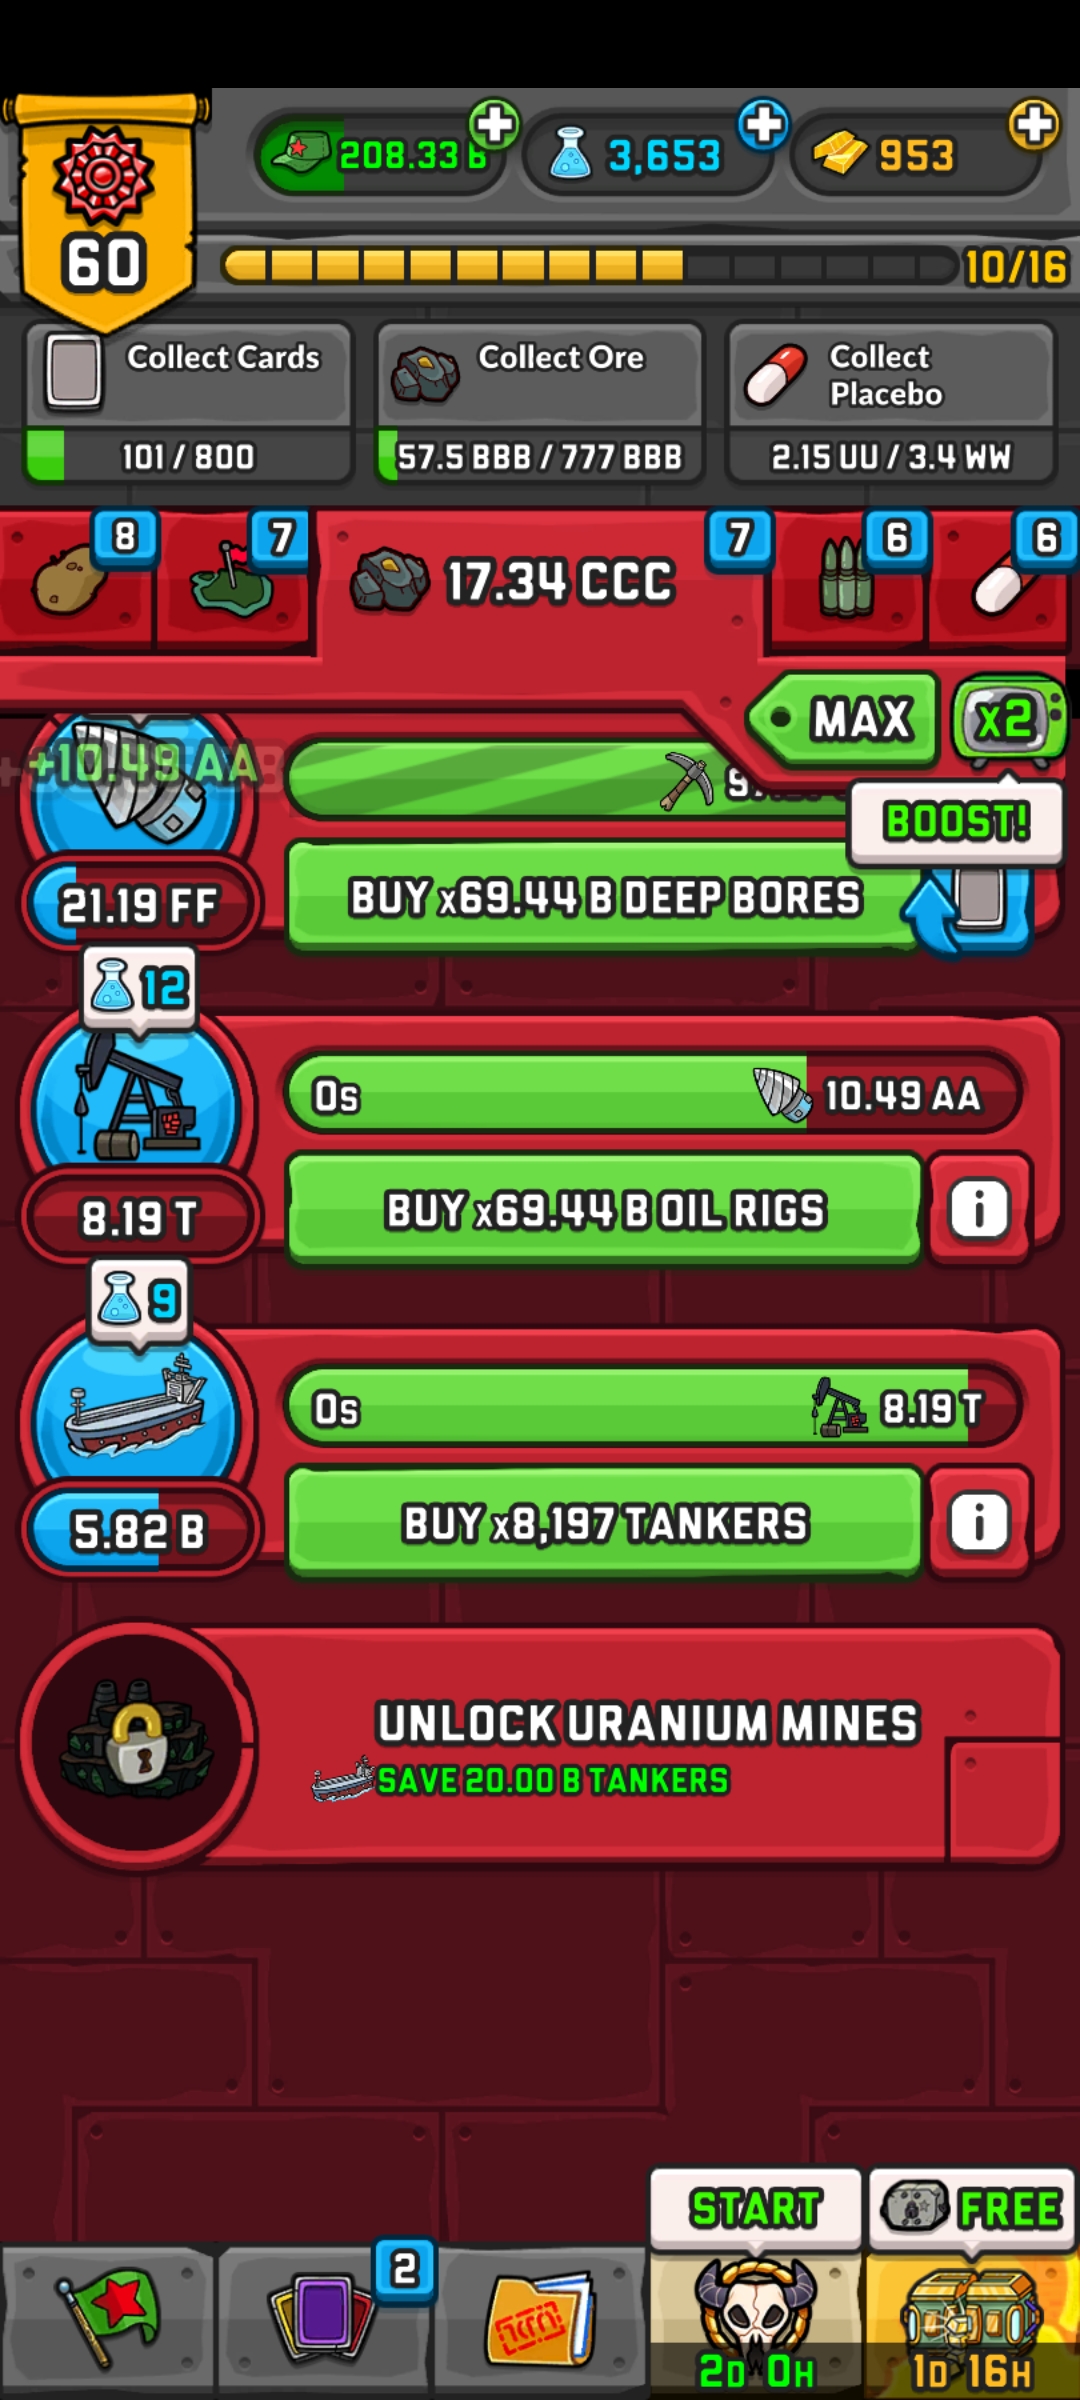 208.33 B
3,653
953
60
10/16
Collect Cards
101 / 800
Collect Ore
57.5 BBB / 777 BBB
Collect
Placebo
2.15 UU / 3.4 WW
8
7
17.34 CCC
7
6
6
MAX
x2
BOOST!
+10.49 AA
21.19 FF
BUY x69.44 B DEEP BORES
12
0s
10.49 AA
8.19 T
BUY x69.44 B OIL RIGS
i
9
0s
8.19 T
5.82 B
BUY x8,197 TANKERS
i
UNLOCK URANIUM MINES
SAVE 20.00 B TANKERS
START
FREE
2
2D 0H
1D 16H